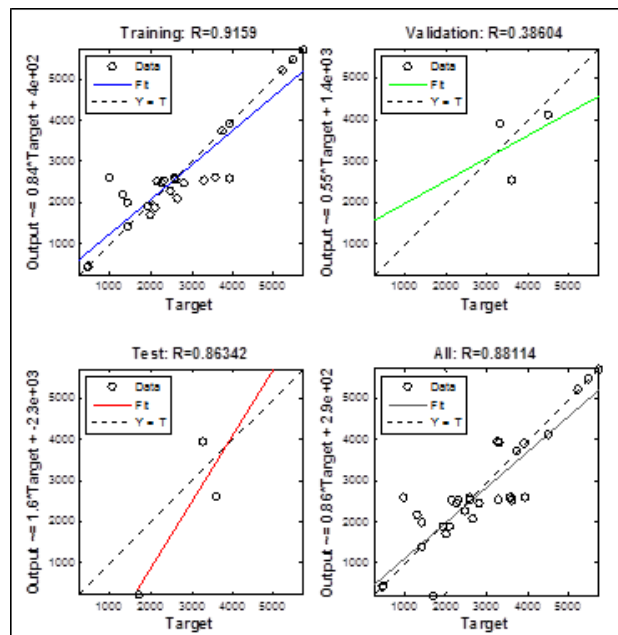 Training: R=0.9159
Output ~= 0.84*Target + 4e+02
5000
4000
3000
2000
1000
Data
Fit
Y = T
1000 2000 3000 4000 5000
Target
Validation: R=0.38604
Output ~= 0.55*Target + 1.4e+03
5000
4000
3000
2000
1000
Data
Fit
Y = T
1000 2000 3000 4000 5000
Target
Test: R=0.86342
Output ~= 1.6*Target + -2.3e+03
5000
4000
3000
2000
1000
Data
Fit
Y = T
1000 2000 3000 4000 5000
Target
All: R=0.88114
Output ~= 0.86*Target + 2.9e+02
5000
4000
3000
2000
1000
Data
Fit
Y = T
1000 2000 3000 4000 5000
Target